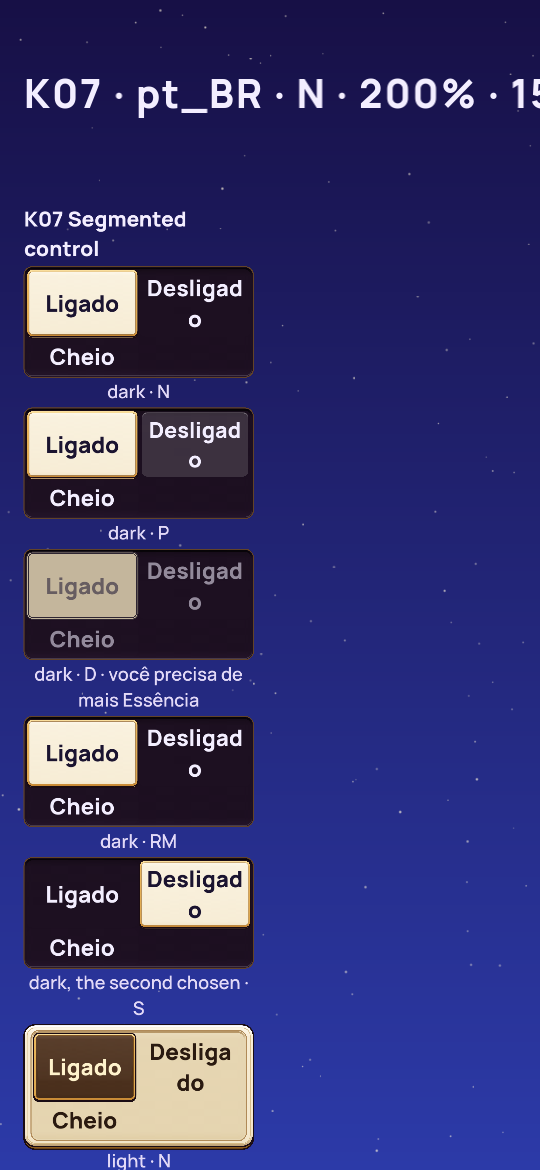 K07 · pt_BR · N · 200% · 15
K07 Segmented
control
Ligado
Desligad
o
Cheio
dark · N
Ligado
Desligad
o
Cheio
dark · P
Ligado
Desligad
o
Cheio
dark · D · você precisa de
mais Essência
Ligado
Desligad
o
Cheio
dark · RM
Ligado
Desligad
o
Cheio
dark, the second chosen ·
S
Ligado
Desliga
do
Cheio
light · N